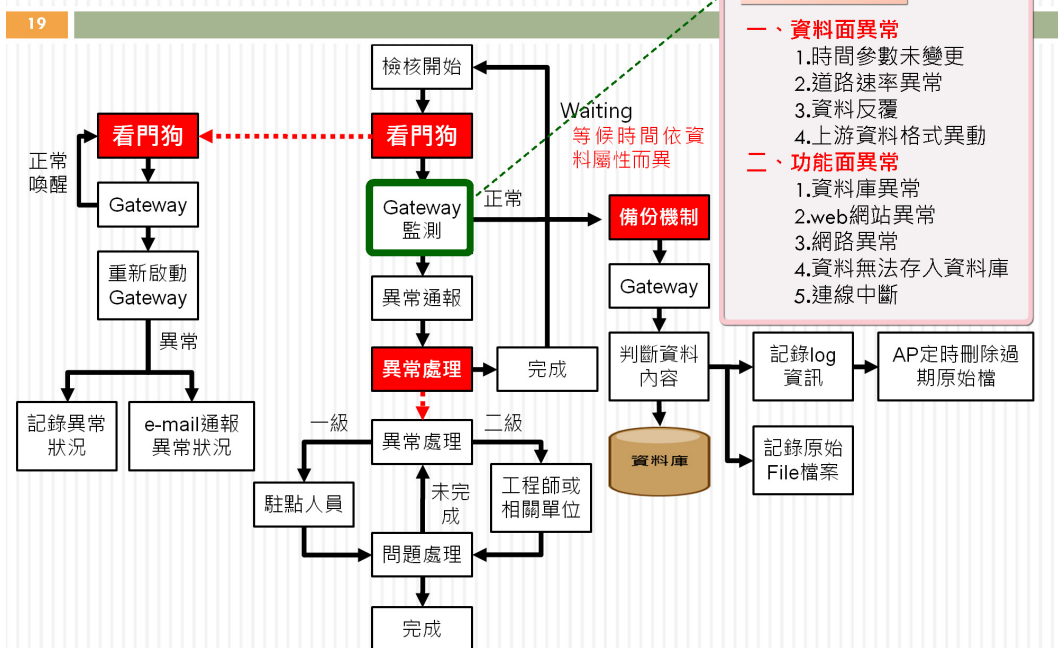 19
一、資料面異常
1.時間參數未變更
2.道路速率異常
3.資料反覆
4.上游資料格式異動
二、功能面異常
1.資料庫異常
2.web網站異常
3.網路異常
4.資料無法存入資料庫
5.連線中斷
檢核開始
Waiting
等候時間依資
料屬性而異
看門狗
看門狗
正常
喚醒
Gateway
Gateway
監測
正常
備份機制
重新啟動
Gateway
異常通報
Gateway
異常
異常處理
完成
判斷資料
內容
記錄log
資訊
AP定時刪除過
期原始檔
記錄異常
狀況
e-mail通報
異常狀況
一級
異常處理
二級
資料庫
記錄原始
File檔案
駐點人員
未完
成
工程師或
相關單位
問題處理
完成